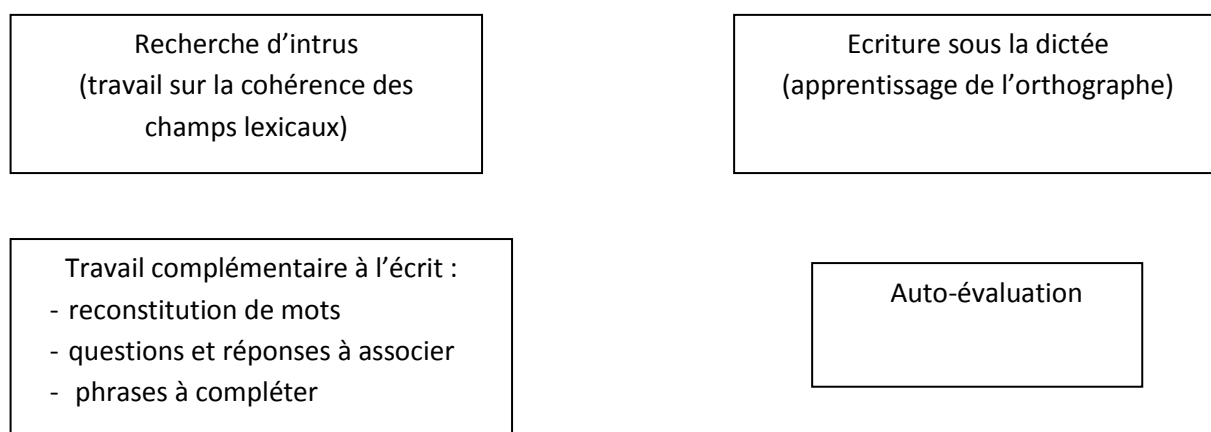 Recherche d’intrus
(travail sur la cohérence des
champs lexicaux)
Ecriture sous la dictée
(apprentissage de l’orthographe)
Travail complémentaire à l’écrit :
- reconstitution de mots
- questions et réponses à associer
- phrases à compléter
Auto-évaluation